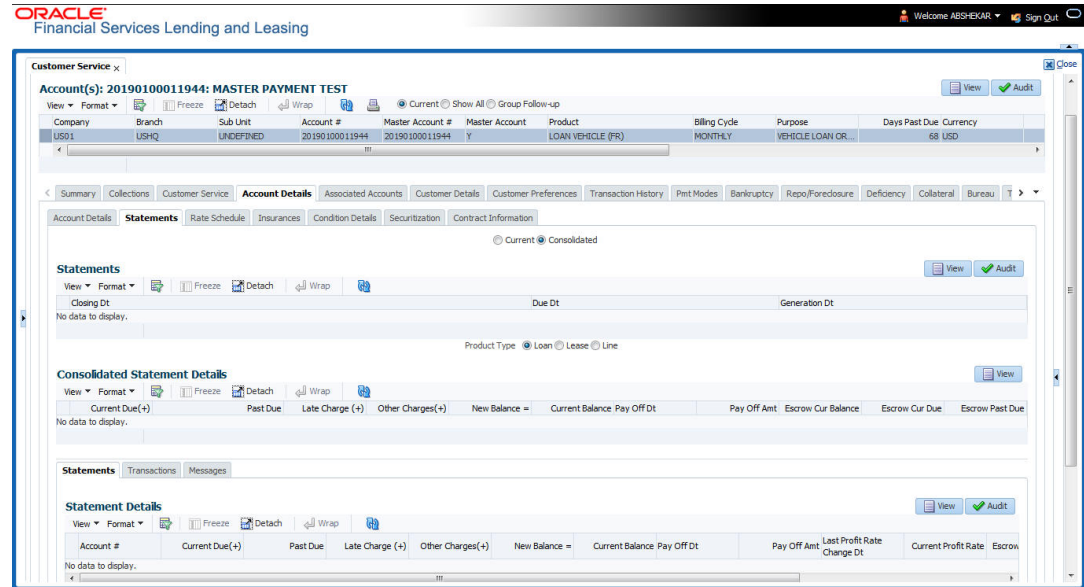 ORACLE
Financial Services Lending and Leasing
Welcome ABSHEKAR Sign Out
Customer Service x Close
Account(s): 20190100011944: MASTER PAYMENT TEST View Audit
View Format Freeze Detach Wrap Current Show All Group Follow-up
Company Branch Sub Unit Account # Master Account # Master Account Product Billing Cycle Purpose Days Past Due Currency
US01 USHQ UNDEFINED 20190100011944 20190100011944 Y LOAN VEHICLE (FR) MONTHLY VEHICLE LOAN OR... 68 USD
Summary Collections Customer Service Account Details Associated Accounts Customer Details Customer Preferences Transaction History Pmt Modes Bankruptcy Repo/Foreclosure Deficiency Collateral Bureau T
Account Details Statements Rate Schedule Insurances Condition Details Securitization Contract Information
Current Consolidated
Statements View Audit
View Format Freeze Detach Wrap
Closing Dt Due Dt Generation Dt
No data to display.
Product Type Loan Lease Line
Consolidated Statement Details View
View Format Freeze Detach Wrap
Current Due(+) Past Due Late Charge (+) Other Charges(+) New Balance = Current Balance Pay Off Dt Pay Off Amt Escrow Cur Balance Escrow Cur Due Escrow Past Due
No data to display.
Statements Transactions Messages
Statement Details View Audit
View Format Freeze Detach Wrap
Account # Current Due(+) Past Due Late Charge (+) Other Charges(+) New Balance = Current Balance Pay Off Dt Pay Off Amt Last Profit Rate Change Dt Current Profit Rate Escrow
No data to display.